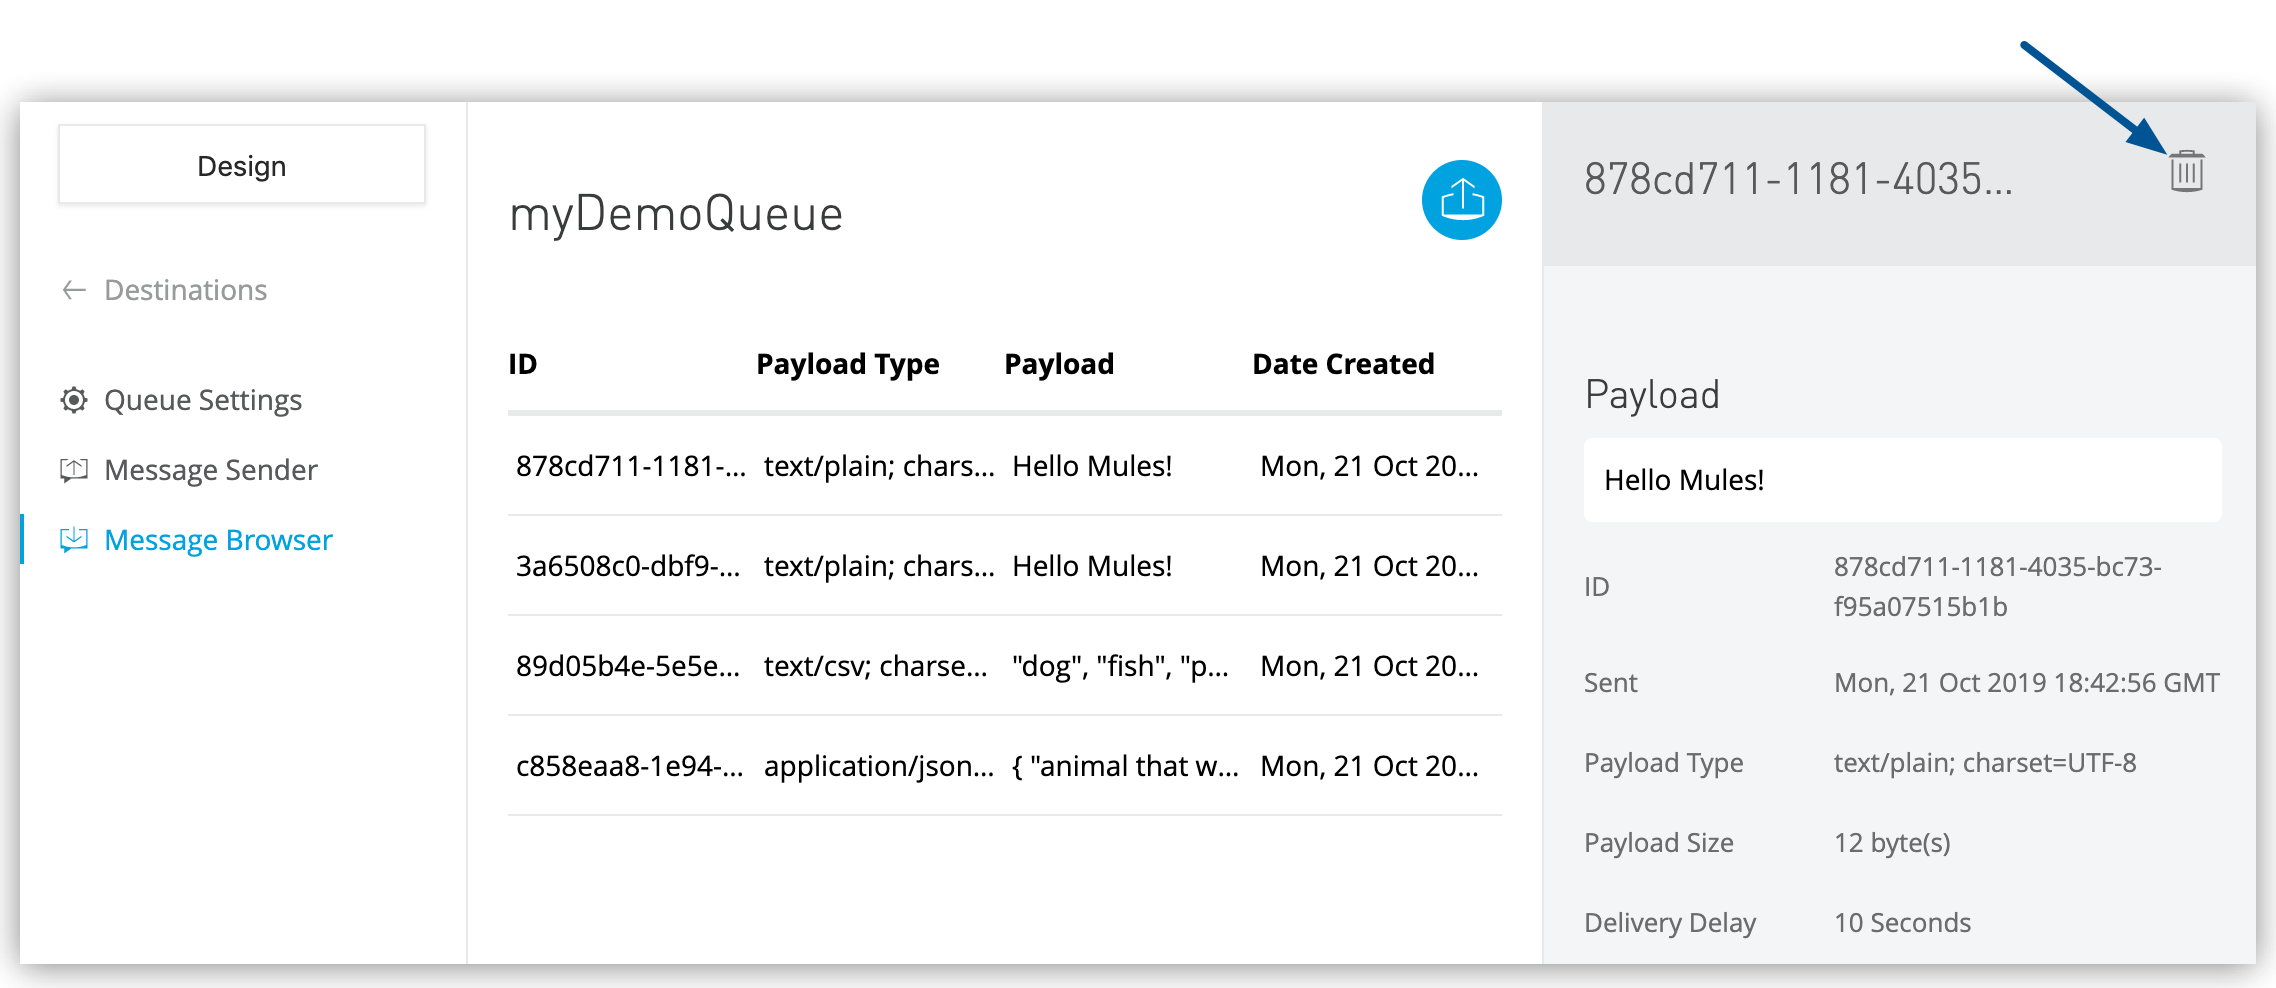 Design
Destinations
Queue Settings
Message Sender
Message Browser
myDemoQueue
ID Payload Type Payload Date Created
878cd711-1181-... text/plain; chars... Hello Mules! Mon, 21 Oct 20...
3a6508c0-dbf9-... text/plain; chars... Hello Mules! Mon, 21 Oct 20...
89d05b4e-5e5e... text/csv; charse... "dog", "fish", "p... Mon, 21 Oct 20...
c858eaa8-1e94-... application/json... { "animal that w... Mon, 21 Oct 20...
878cd711-1181-4035...
Payload
Hello Mules!
ID 878cd711-1181-4035-bc73-
f95a07515b1b
Sent Mon, 21 Oct 2019 18:42:56 GMT
Payload Type text/plain; charset=UTF-8
Payload Size 12 byte(s)
Delivery Delay 10 Seconds